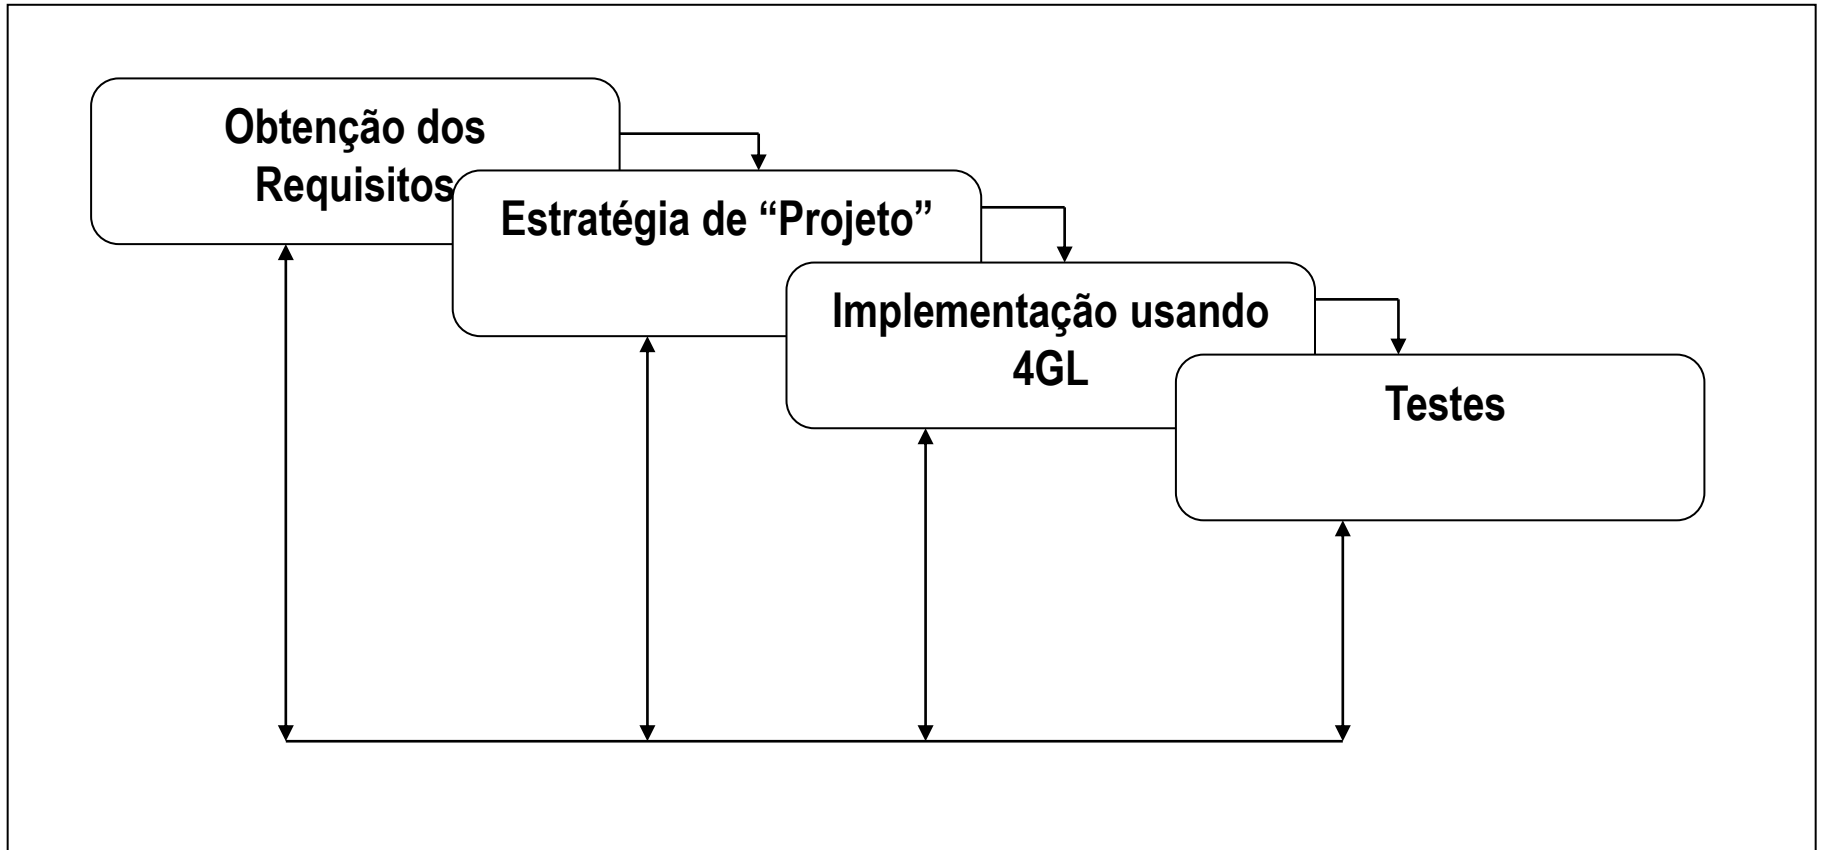 Obtenção dos
Requisitos
Estratégia de “Projeto”
Implementação usando
4GL
Testes